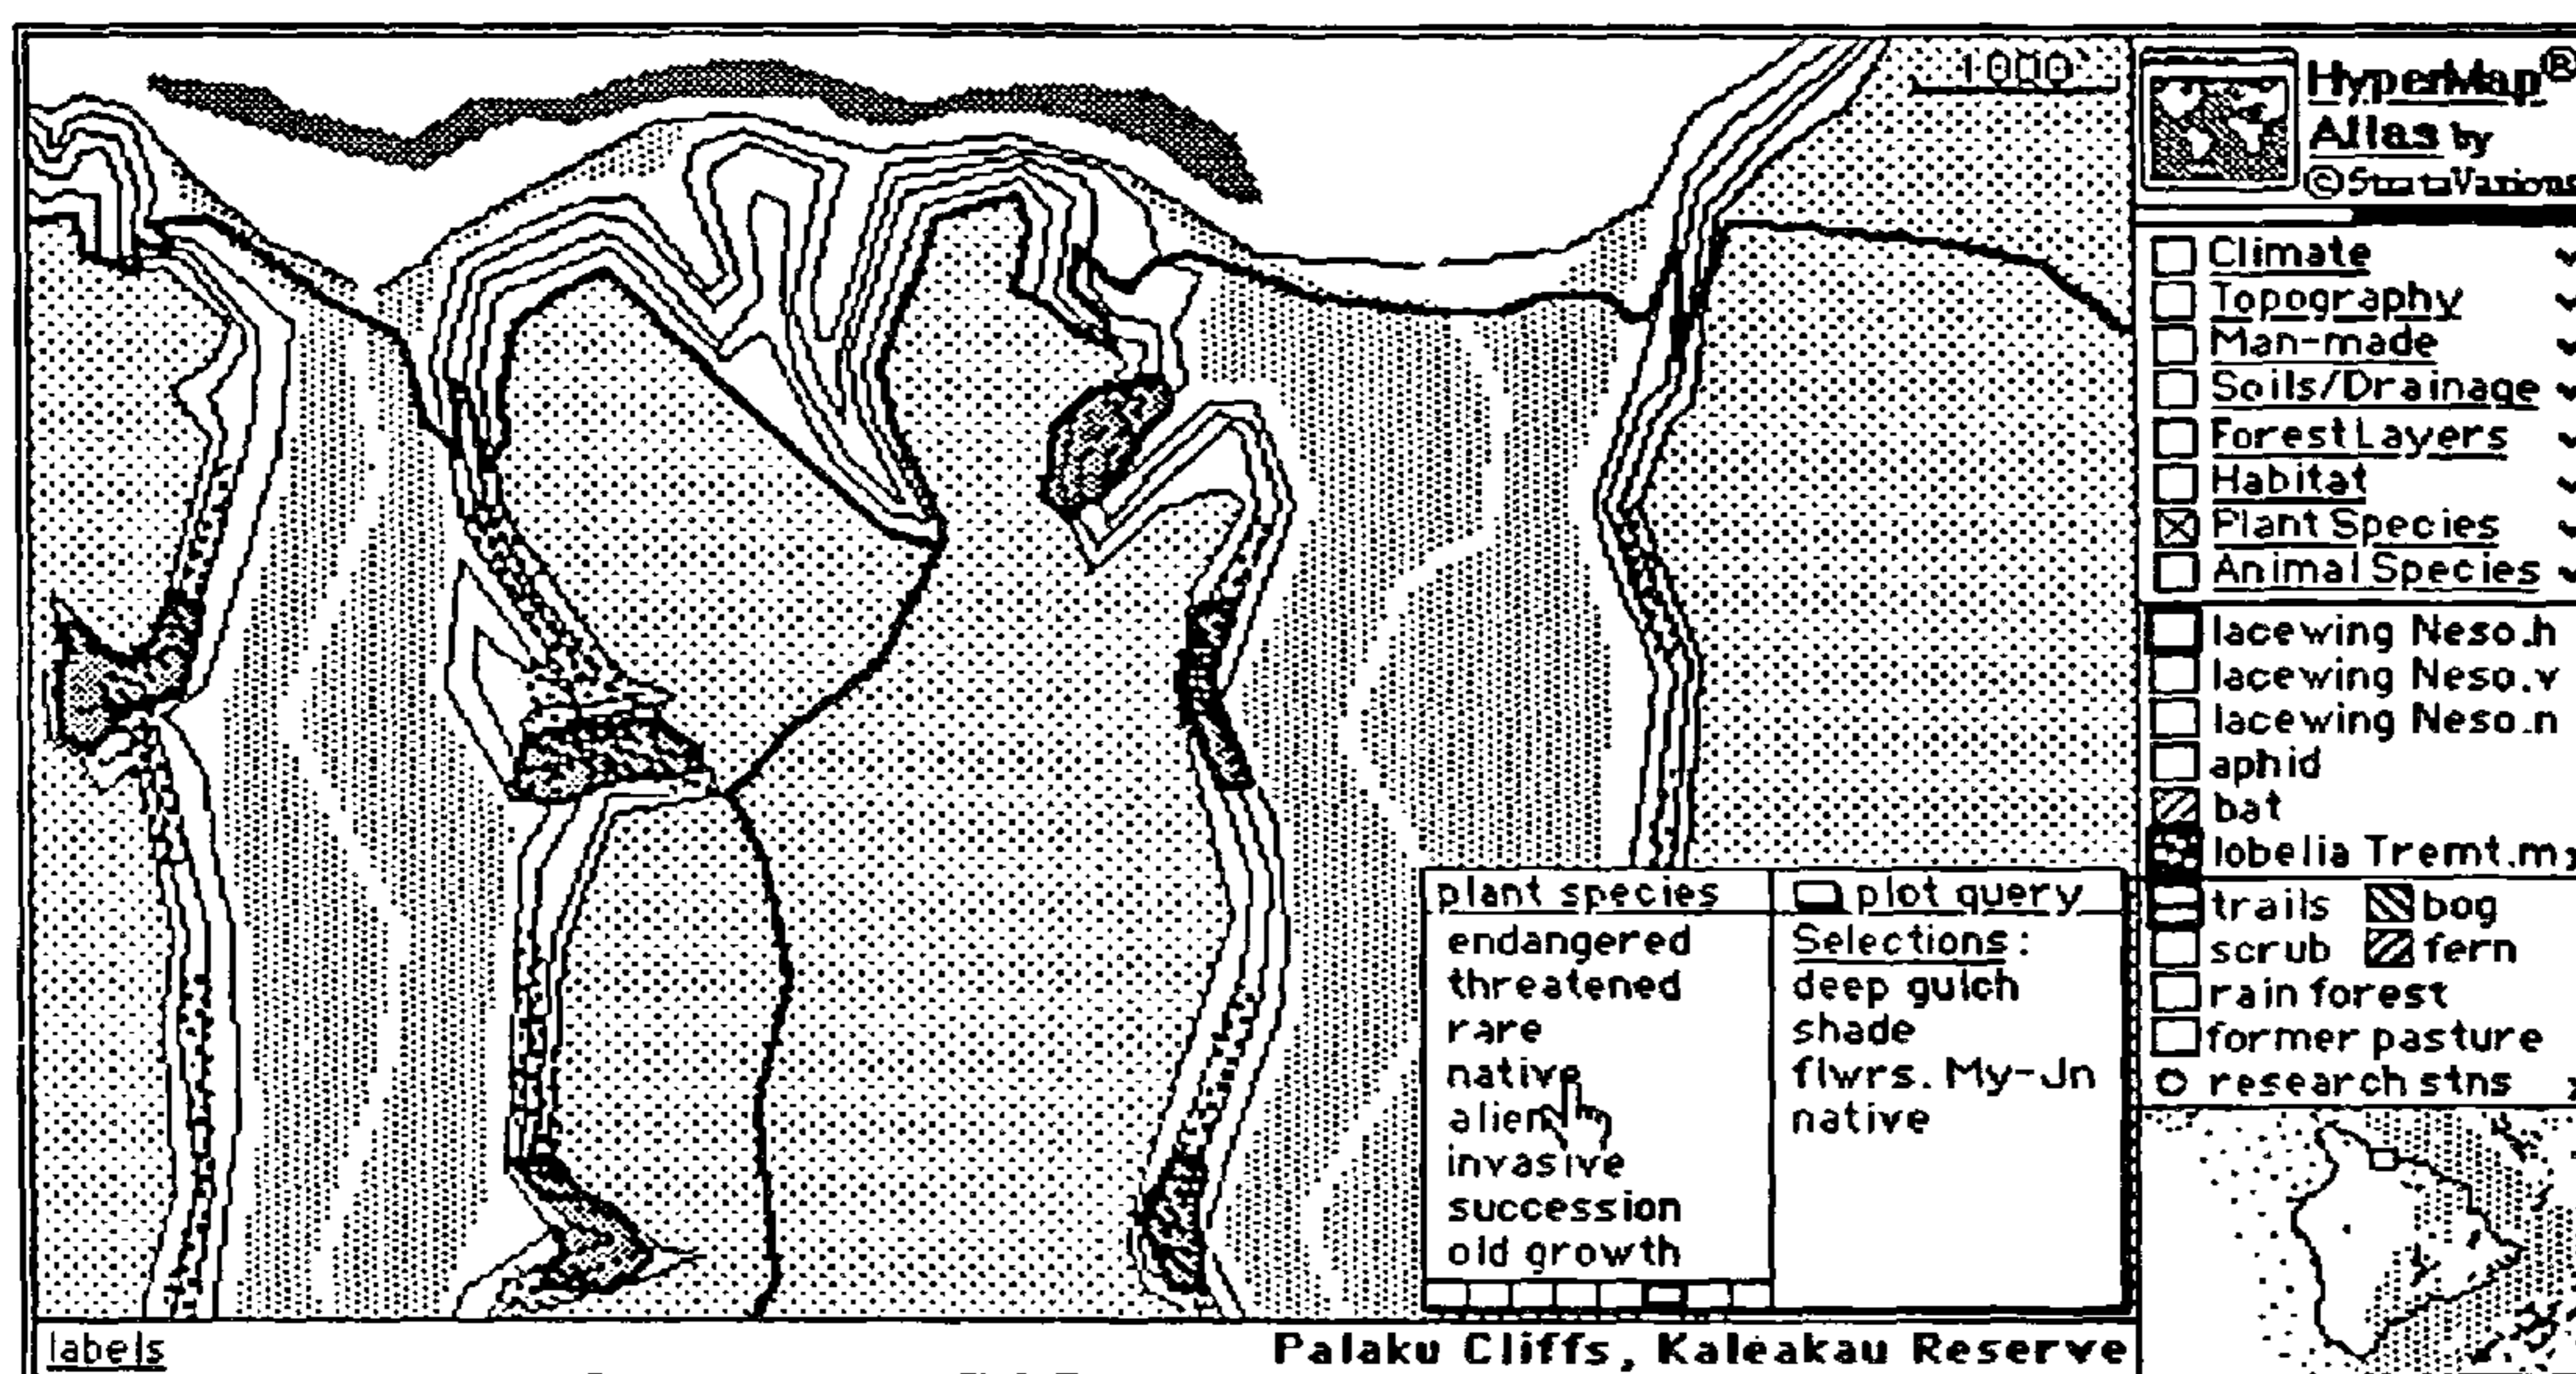 1000
HyperMap®
Atlas by
©StrataVarious
Climate
Topography
Man-made
Soils/Drainage
Forest Layers
Habitat
Plant Species
Animal Species
lacewing Neso.h
lacewing Neso.v
lacewing Neso.n
aphid
bat
lobelia Tremt.m
trails bog
scrub fern
rain forest
former pasture
research stns
plant species
endangered
threatened
rare
native
alien
invasive
succession
old growth
plot query
Selections:
deep gulch
shade
flwrs. My-Jn
native
labels
Palaku Cliffs, Kaleakau Reserve